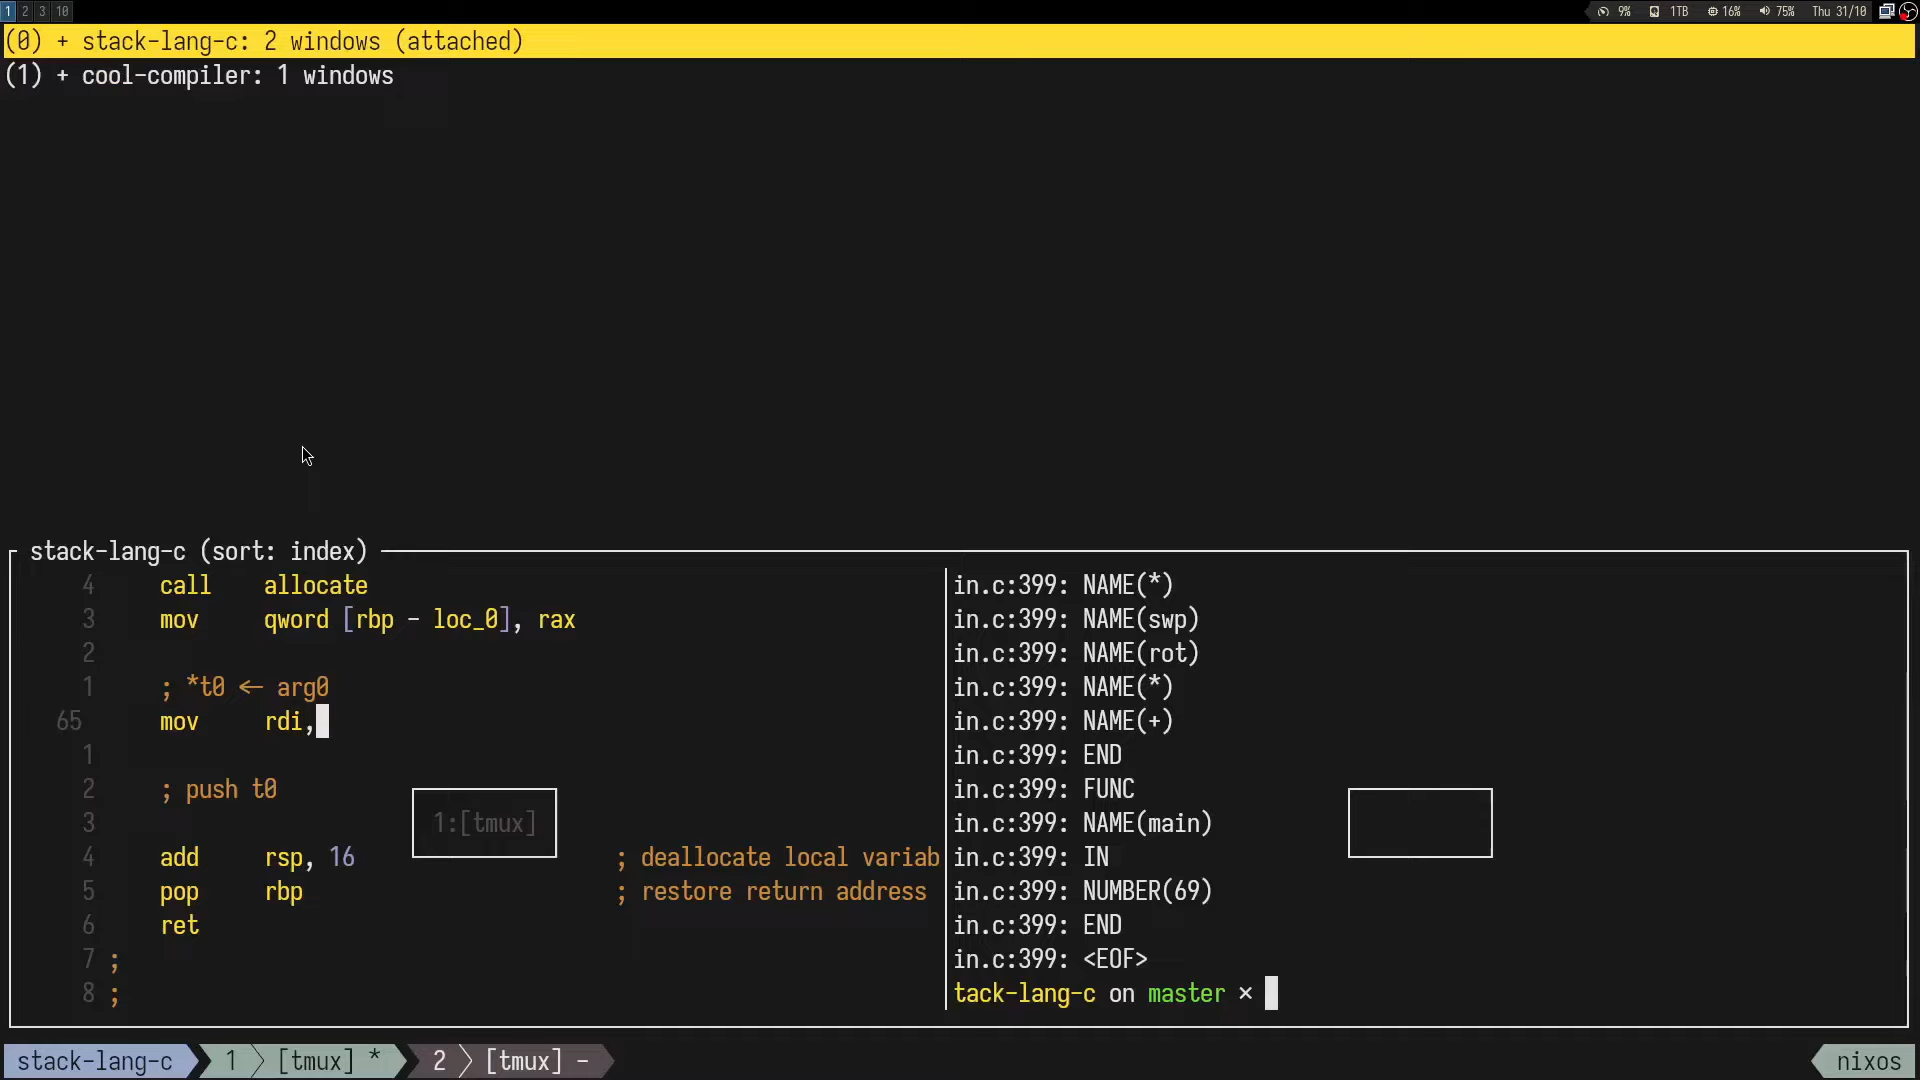 1 2 3 10
9% 1TB 16% 75% Thu 31/10
(0) + stack-lang-c: 2 windows (attached)
(1) + cool-compiler: 1 windows
stack-lang-c (sort: index)
4 call allocate
3 mov qword [rbp - loc_0], rax
2
1 ; *t0 <- arg0
65 mov rdi,
1
2 ; push t0
3
4 add rsp, 16 ; deallocate local variab
5 pop rbp ; restore return address
6 ret
7 ;
8 ;
1:[tmux]
in.c:399: NAME(*)
in.c:399: NAME(swp)
in.c:399: NAME(rot)
in.c:399: NAME(*)
in.c:399: NAME(+)
in.c:399: END
in.c:399: FUNC
in.c:399: NAME(main)
in.c:399: IN
in.c:399: NUMBER(69)
in.c:399: END
in.c:399: <EOF>
tack-lang-c on master ×
stack-lang-c 1 [tmux] * 2 [tmux] - nixos